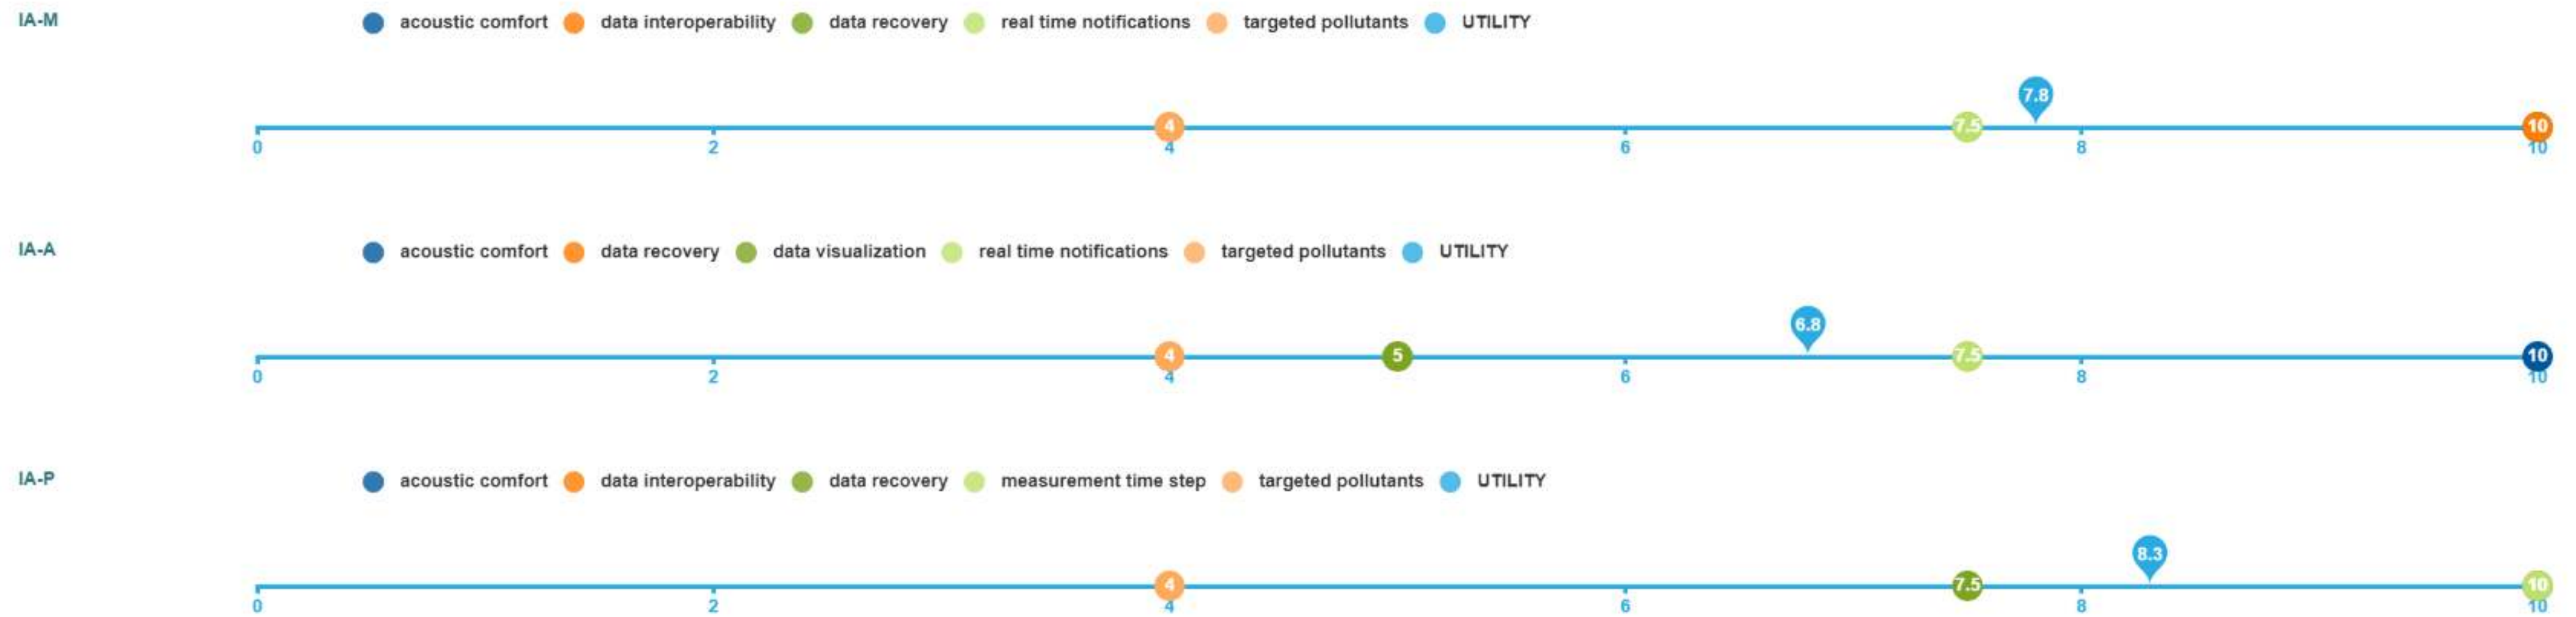 IA-M acoustic comfort data interoperability data recovery real time notifications targeted pollutants UTILITY
7.8
4 7.5 10
0 2 4 6 8 10
IA-A acoustic comfort data recovery data visualization real time notifications targeted pollutants UTILITY
6.8
4 5 7.5 10
0 2 4 6 8 10
IA-P acoustic comfort data interoperability data recovery measurement time step targeted pollutants UTILITY
8.3
4 7.5 10
0 2 4 6 8 10